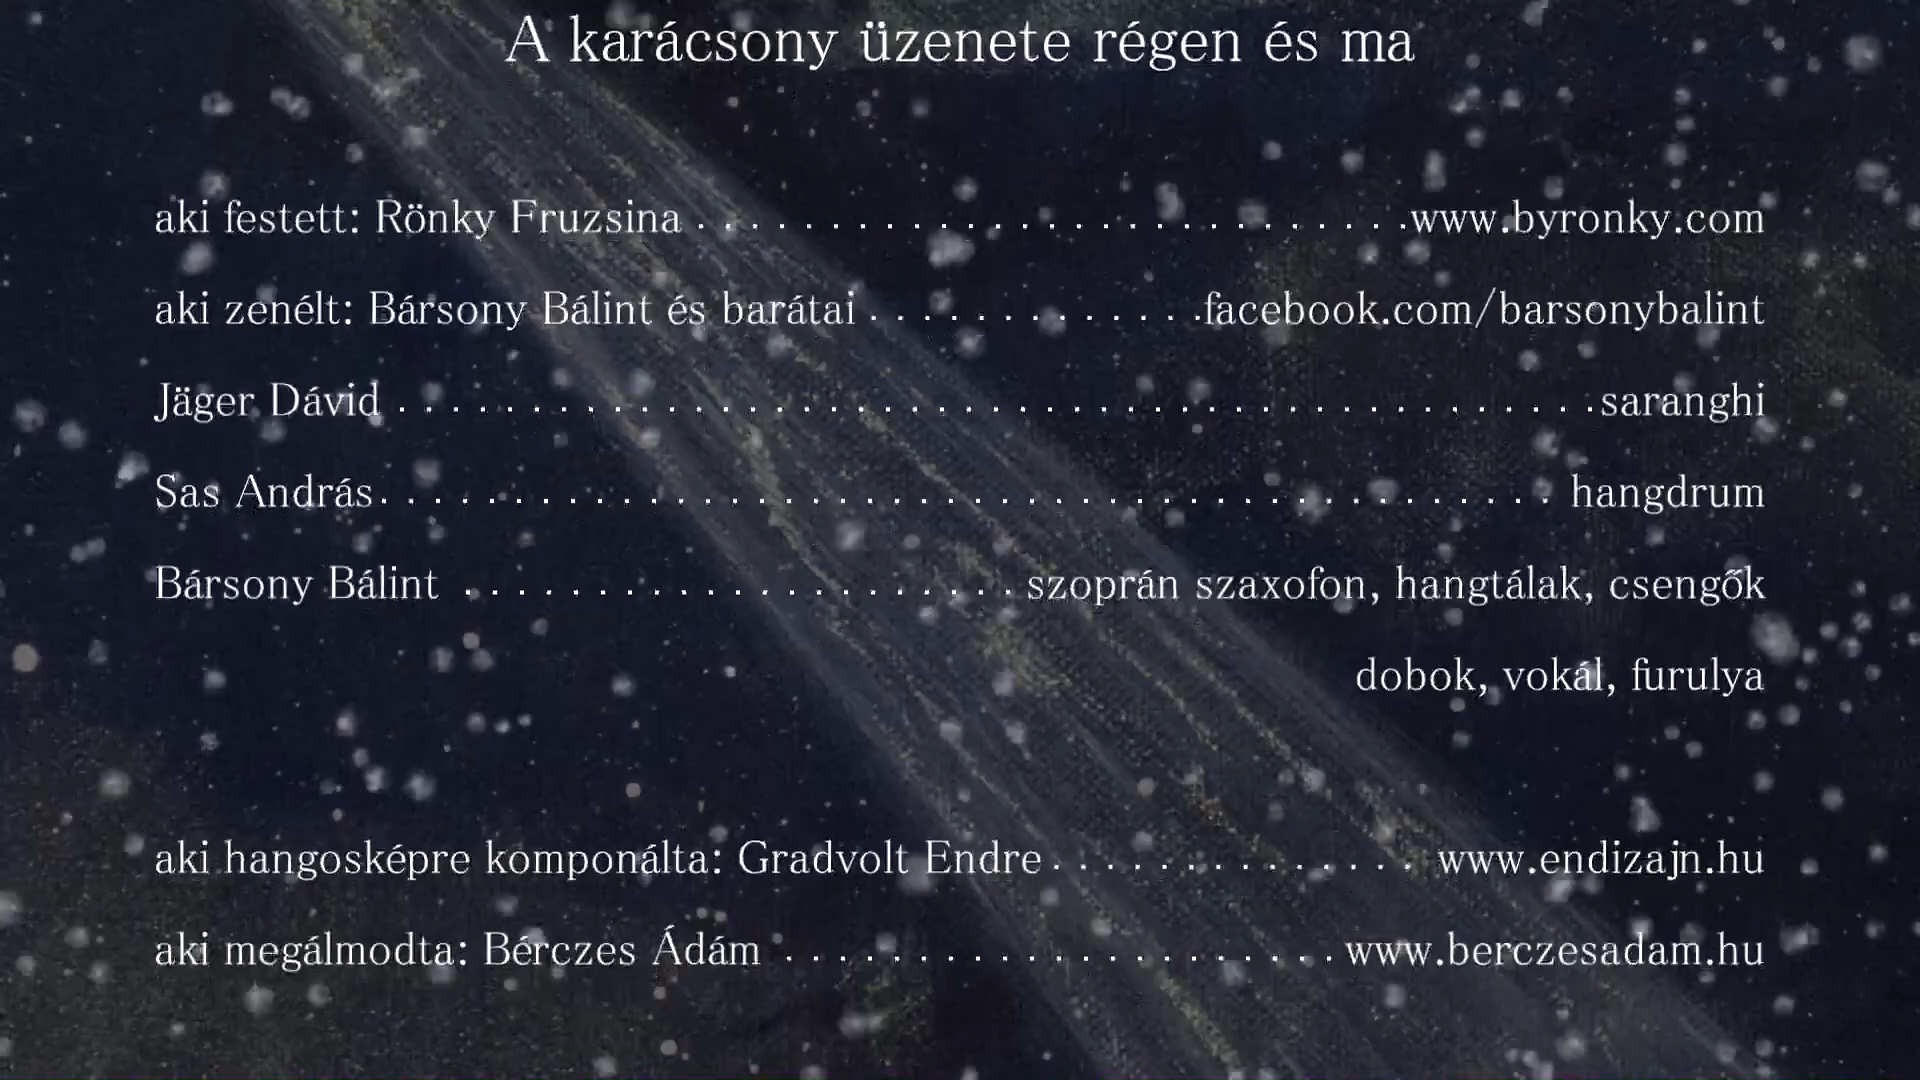 A karácsony üzenete régen és ma
aki festett: Rönky Fruzsina . . . . . . . . . . . . . . . . . . . . . . . . . . .www.byronky.com
aki zenélt: Bársony Bálint és barátai . . . . . . . . . . . . .facebook.com/barsonybalint
Jäger Dávid . . . . . . . . . . . . . . . . . . . . . . . . . . . . . . . . . . . . . . . . . . . . .saranghi
Sas András. . . . . . . . . . . . . . . . . . . . . . . . . . . . . . . . . . . . . . . . . . . . hangdrum
Bársony Bálint . . . . . . . . . . . . . . . . . . . . . szoprán szaxofon, hangtálak, csengők
dobok, vokál, furulya
aki hangosképre komponálta: Gradvolt Endre. . . . . . . . . . . . . . www.endizajn.hu
aki megálmodta: Bérczes Ádám . . . . . . . . . . . . . . . . . . . . .www.berczesadam.hu